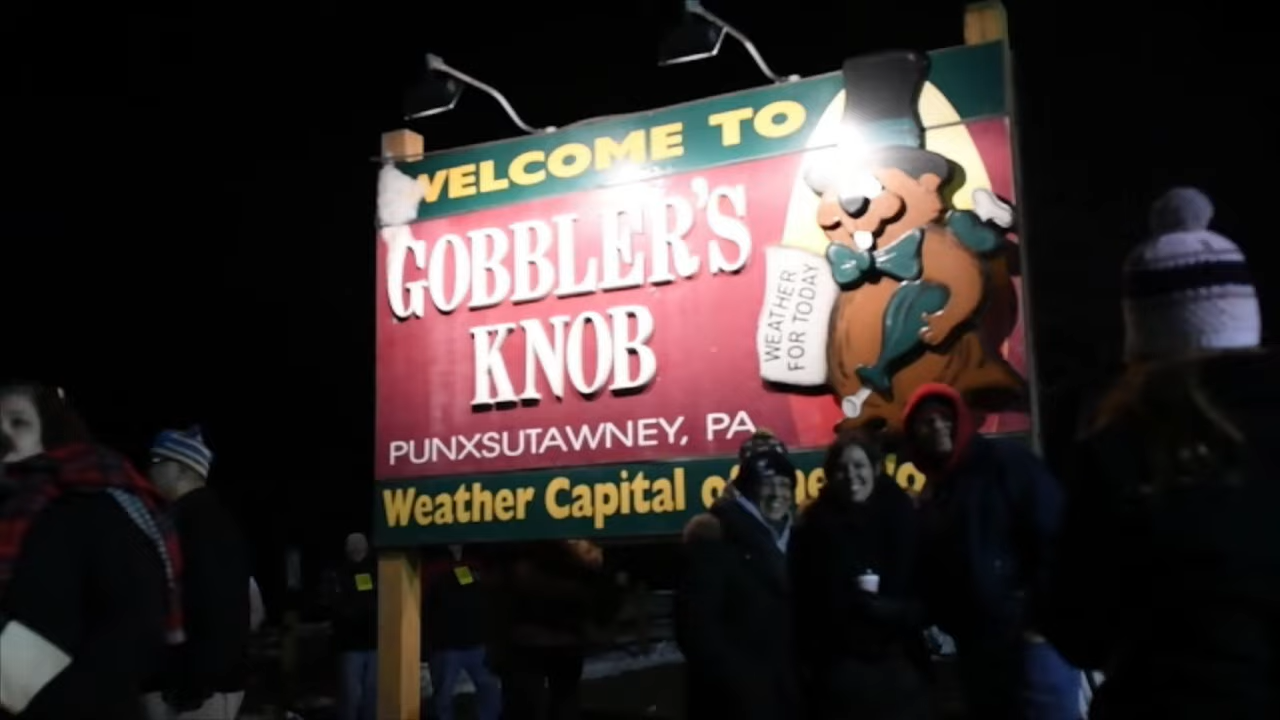 WELCOME TO
GOBBLER'S
KNOB
WEATHER
FOR TODAY
PUNXSUTAWNEY, PA
Weather Capital